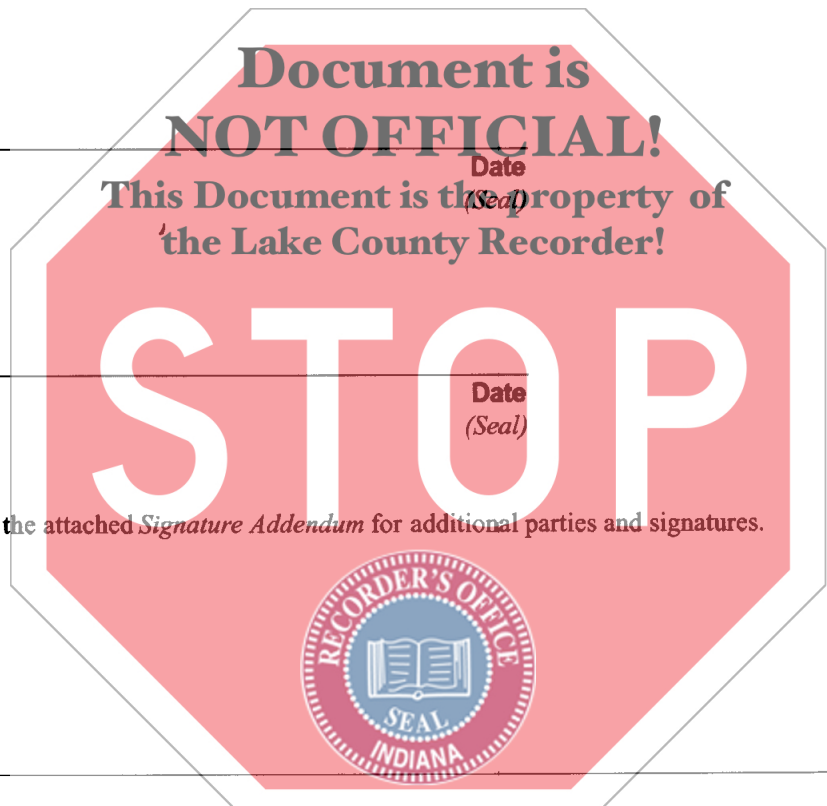 Document is
NOT OFFICIAL!
Date
This Document is the property of
(Seal)
the Lake County Recorder!
STOP
Date
(Seal)
the attached Signature Addendum for additional parties and signatures.
RECORDER'S OFFICE
SEAL
INDIANA